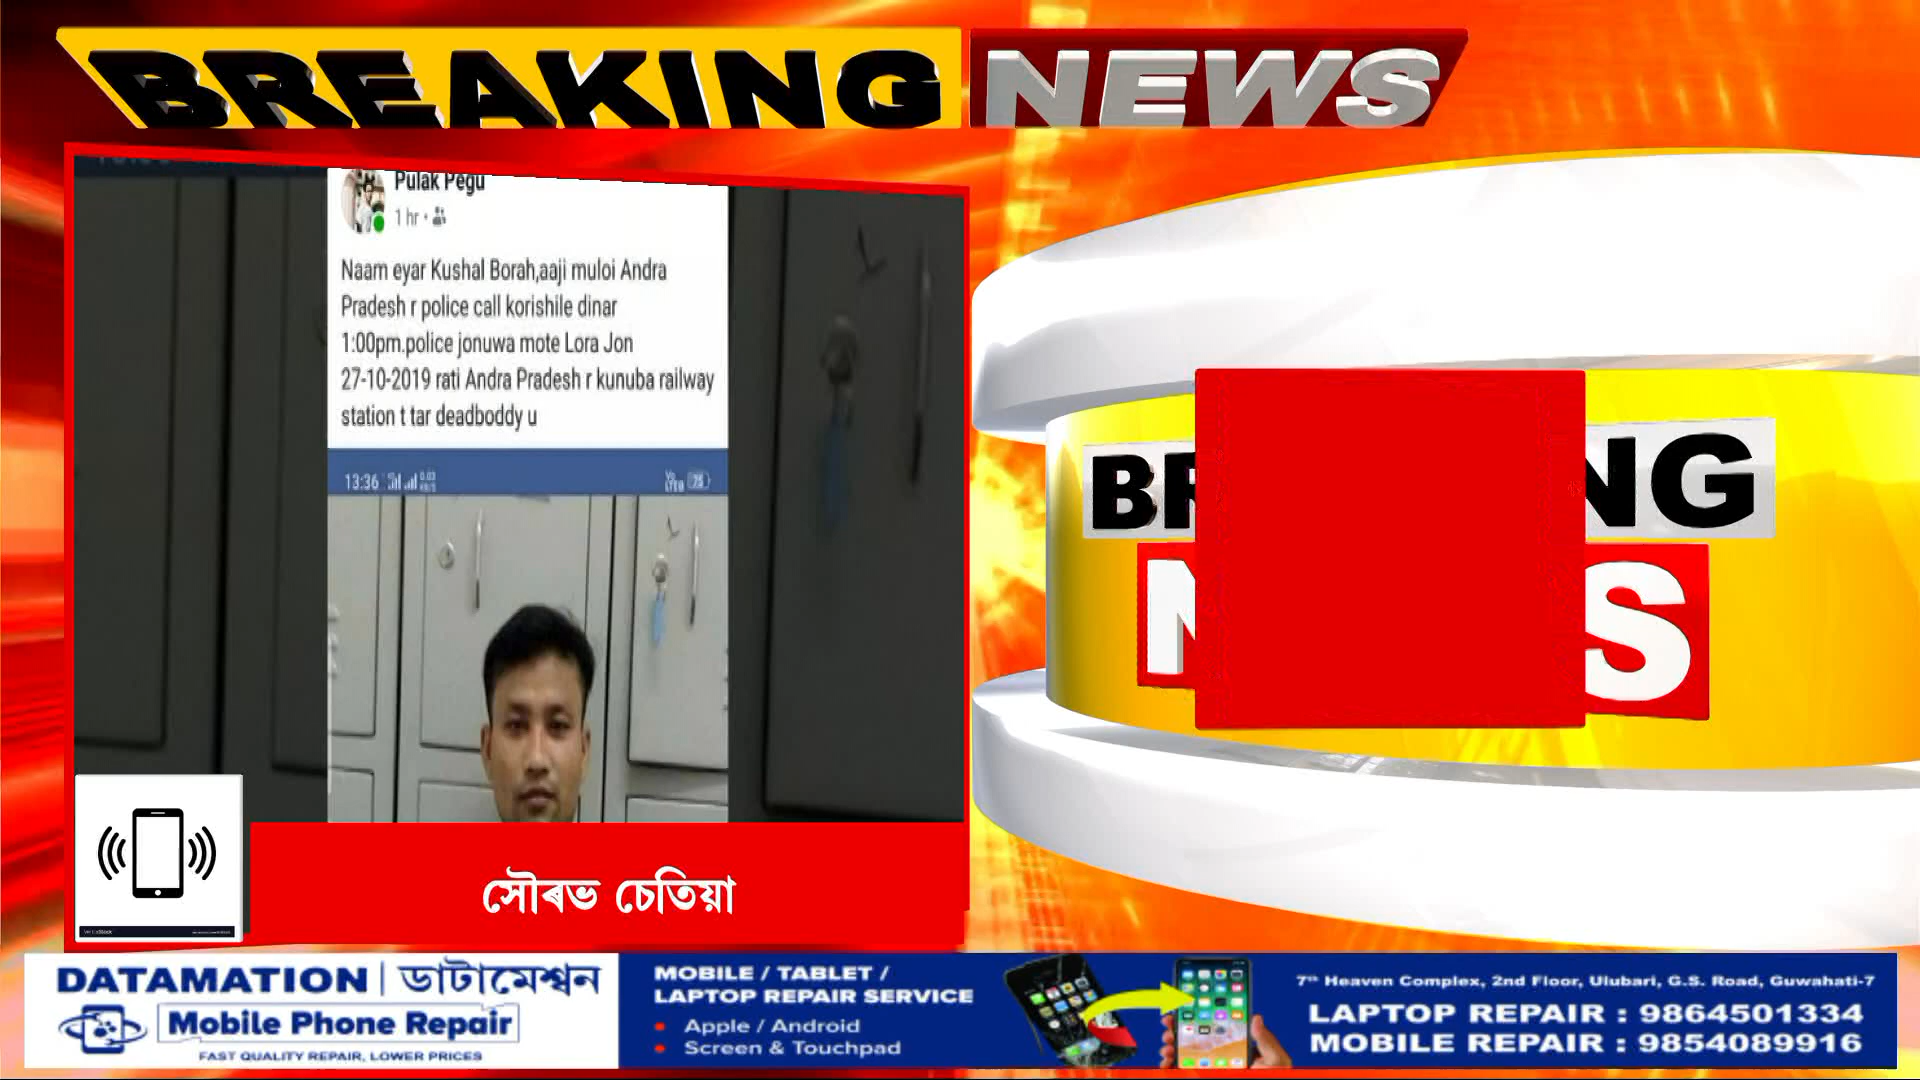 BREAKING NEWS
Pulak Pegu
1 hr
Naam eyar Kushal Borah,aaji muloi Andra
Pradesh r police call korishile dinar
1:00pm.police jonuwa mote Lora Jon
27-10-2019 rati Andra Pradesh r kunuba railway
station t tar deadboddy u
13:36
সৌৰভ চেতিয়া
DATAMATION | ডাটামেশ্বন
Mobile Phone Repair
FAST QUALITY REPAIR, LOWER PRICES
MOBILE / TABLET /
LAPTOP REPAIR SERVICE
• Apple / Android
• Screen & Touchpad
7th Heaven Complex, 2nd Floor, Ulubari, G.S. Road, Guwahati-7
LAPTOP REPAIR : 9864501334
MOBILE REPAIR : 9854089916